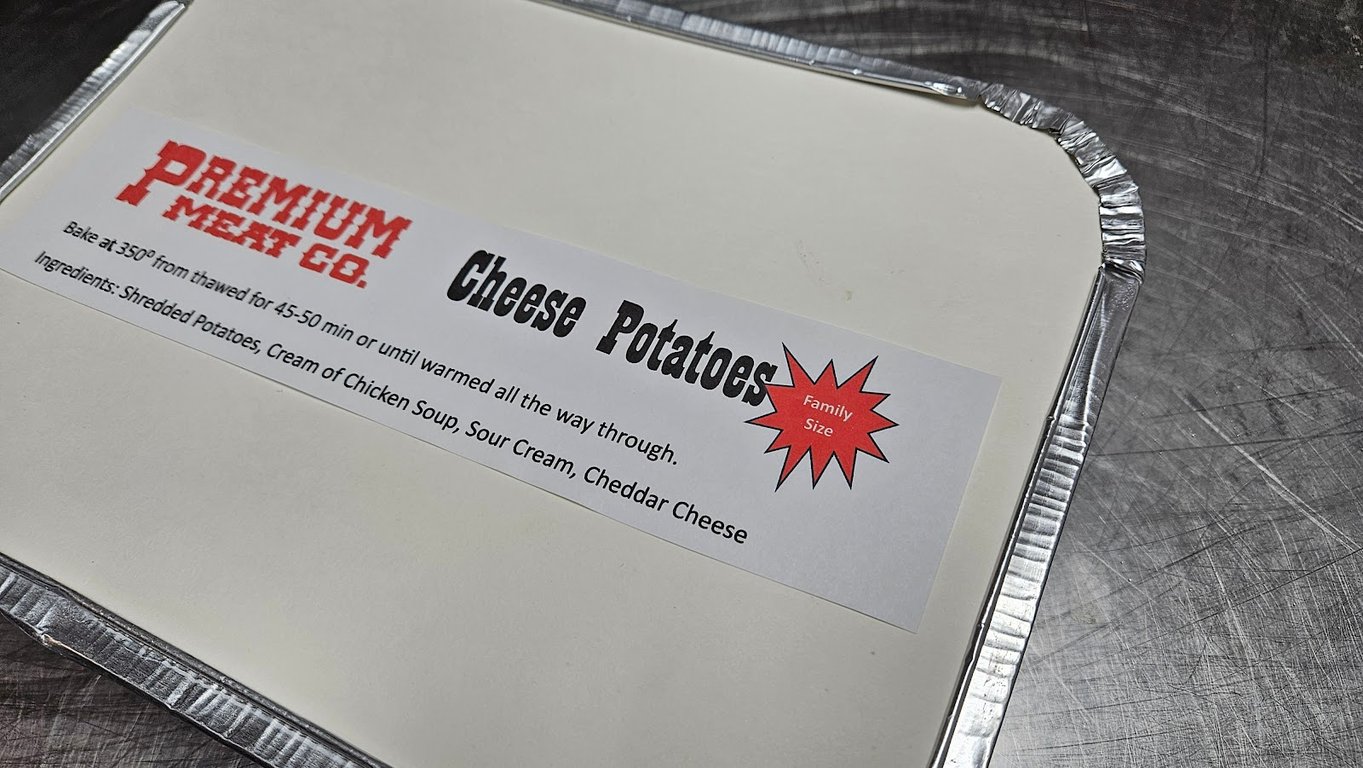 PREMIUM
MEAT CO.
Cheese Potatoes
Family
Size
Bake at 350º from thawed for 45-50 min or until warmed all the way through.
Ingredients: Shredded Potatoes, Cream of Chicken Soup, Sour Cream, Cheddar Cheese